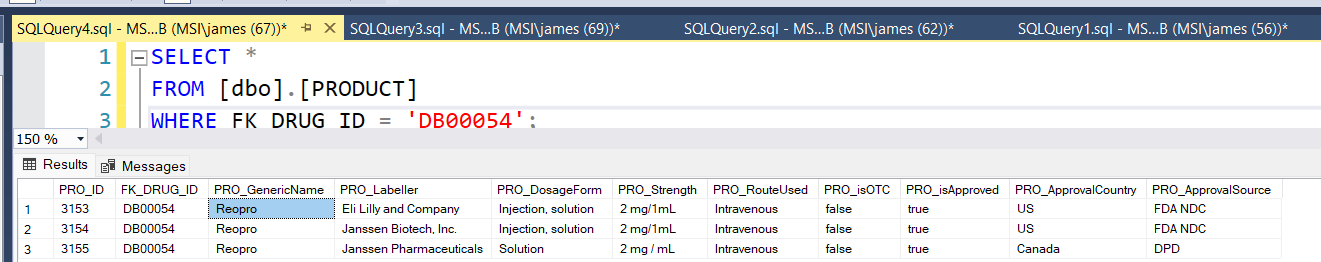 SQLQuery4.sql - MS...B (MSI\james (67))* SQLQuery3.sql - MS...B (MSI\james (69))* SQLQuery2.sql - MS...B (MSI\james (62))* SQLQuery1.sql - MS...B (MSI\james (56))*
1 SELECT *
2 FROM [dbo].[PRODUCT]
3 WHERE FK_DRUG_ID = 'DB00054';
150 %
Results Messages
PRO_ID FK_DRUG_ID PRO_GenericName PRO_Labeller PRO_DosageForm PRO_Strength PRO_RouteUsed PRO_isOTC PRO_isApproved PRO_ApprovalCountry PRO_ApprovalSource
1 3153 DB00054 Reopro Eli Lilly and Company Injection, solution 2 mg/1mL Intravenous false true US FDA NDC
2 3154 DB00054 Reopro Janssen Biotech, Inc. Injection, solution 2 mg/1mL Intravenous false true US FDA NDC
3 3155 DB00054 Reopro Janssen Pharmaceuticals Solution 2 mg / mL Intravenous false true Canada DPD